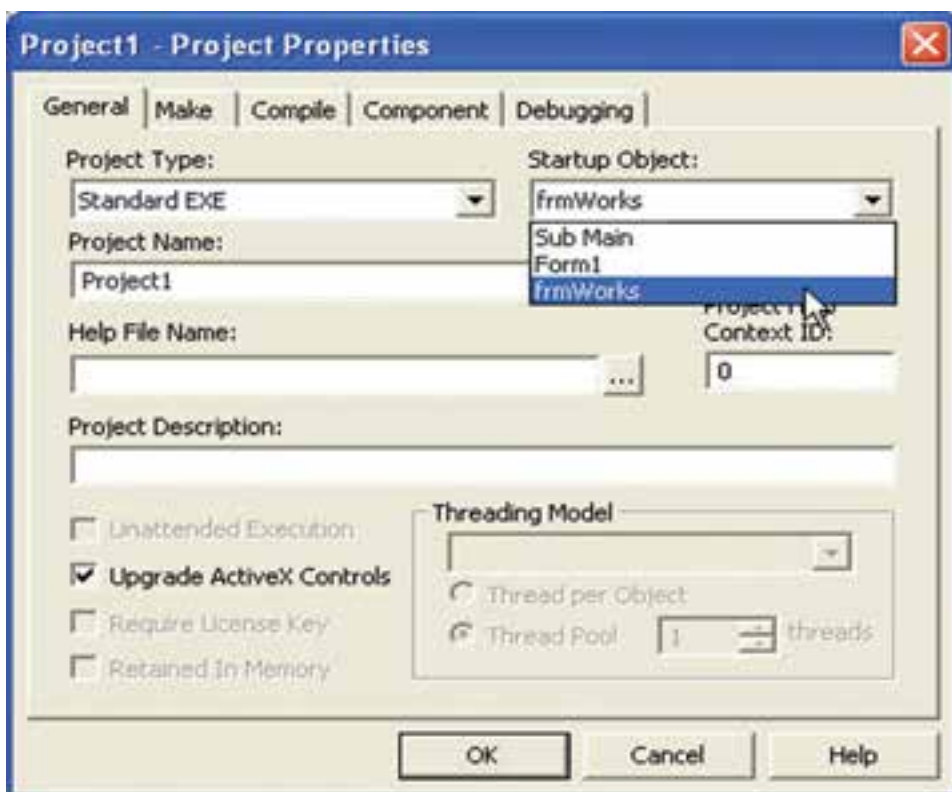 Project1 - Project Properties
General Make Compile Component Debugging
Project Type: Startup Object:
Standard EXE frmWorks
Sub Main
Project Name: Form1
Project1 frmWorks
Project
Help File Name: Context ID:
... 0
Project Description:
Unattended Execution Threading Model
Upgrade ActiveX Controls
Thread per Object
Require License Key Thread Pool 1 threads
Retained In Memory
OK Cancel Help